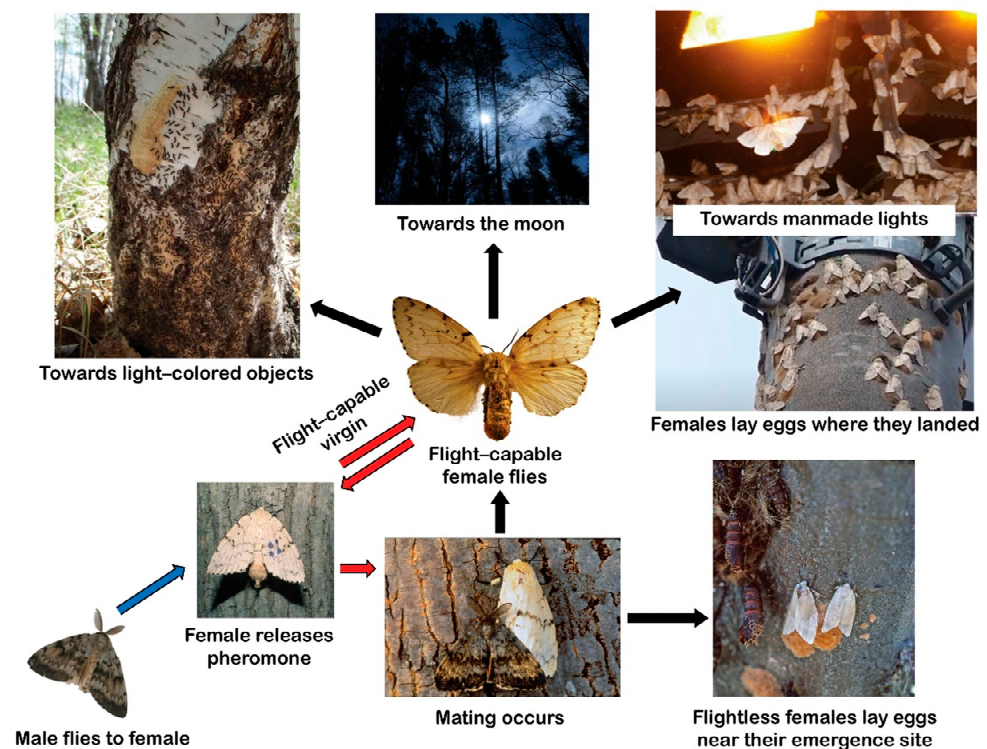 Towards the moon
Towards manmade lights
Towards light–colored objects
Females lay eggs where they landed
Flight–capable
virgin
Flight–capable
female flies
Female releases
pheromone
Mating occurs
Male flies to female
Flightless females lay eggs
near their emergence site